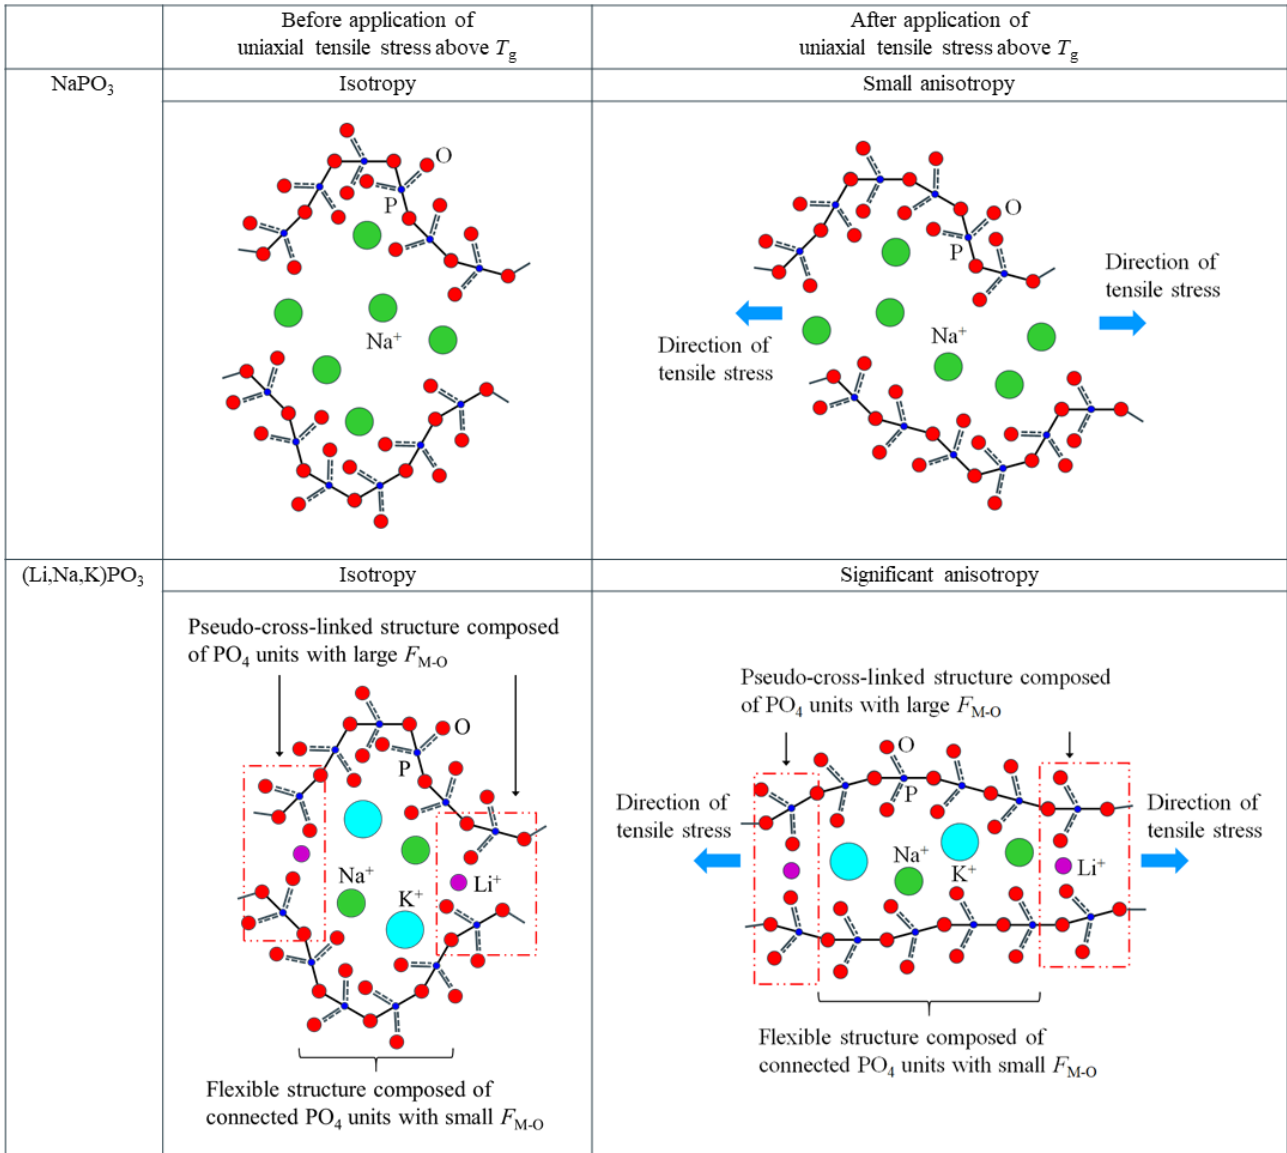 Before application of
uniaxial tensile stress above Tg
After application of
uniaxial tensile stress above Tg
NaPO3
Isotropy
Small anisotropy
O
P
Na+
O
P
Na+
Direction of
tensile stress
Direction of
tensile stress
(Li,Na,K)PO3
Isotropy
Significant anisotropy
Pseudo-cross-linked structure composed
of PO4 units with large FM-O
O
P
Na+
K+
Li+
Flexible structure composed of
connected PO4 units with small FM-O
Pseudo-cross-linked structure composed
of PO4 units with large FM-O
O
P
Direction of
tensile stress
Direction of
tensile stress
Na+
K+
Li+
Flexible structure composed of
connected PO4 units with small FM-O